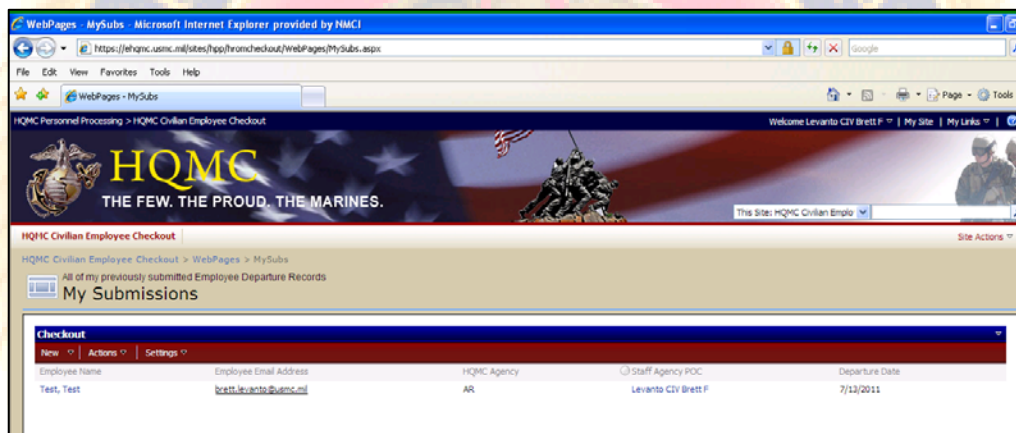 WebPages - MySubs - Microsoft Internet Explorer provided by NMCI
https://ehqmc.usmc.mil/sites/hpp/hromcheckout/WebPages/MySubs.aspx Google
File Edit View Favorites Tools Help
WebPages - MySubs Page Tools
HQMC Personnel Processing > HQMC Civilian Employee Checkout Welcome Levanto CIV Brett F | My Site | My Links |
HQMC
THE FEW. THE PROUD. THE MARINES.
This Site: HQMC Civilian Emplo
HQMC Civilian Employee Checkout Site Actions
HQMC Civilian Employee Checkout > WebPages > MySubs
All of my previously submitted Employee Departure Records
My Submissions
Checkout
New Actions Settings
Employee Name Employee Email Address HQMC Agency Staff Agency POC Departure Date
Test, Test brett.levanto@usmc.mil AR Levanto CIV Brett F 7/13/2011